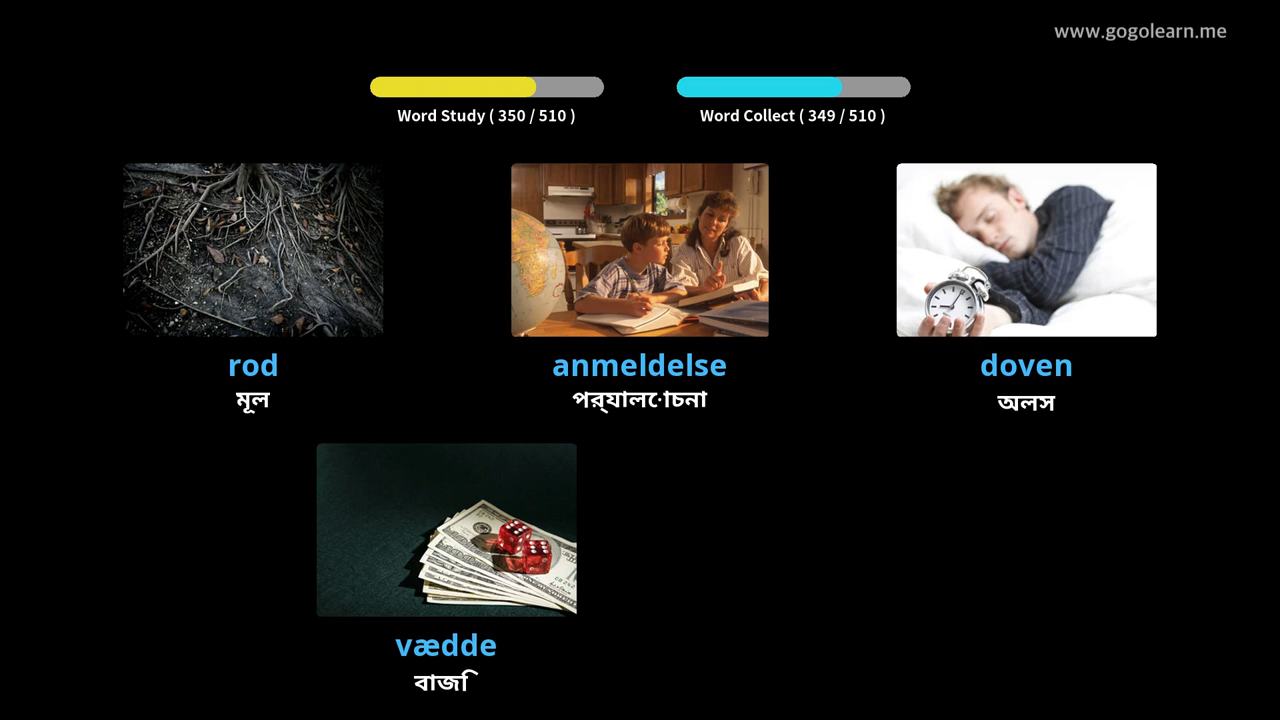 www.gogolearn.me
Word Study ( 350 / 510 )
Word Collect ( 349 / 510 )
rod
anmeldelse
doven
মূল
পর্যালোচনা
অলস
vædde
বাজি